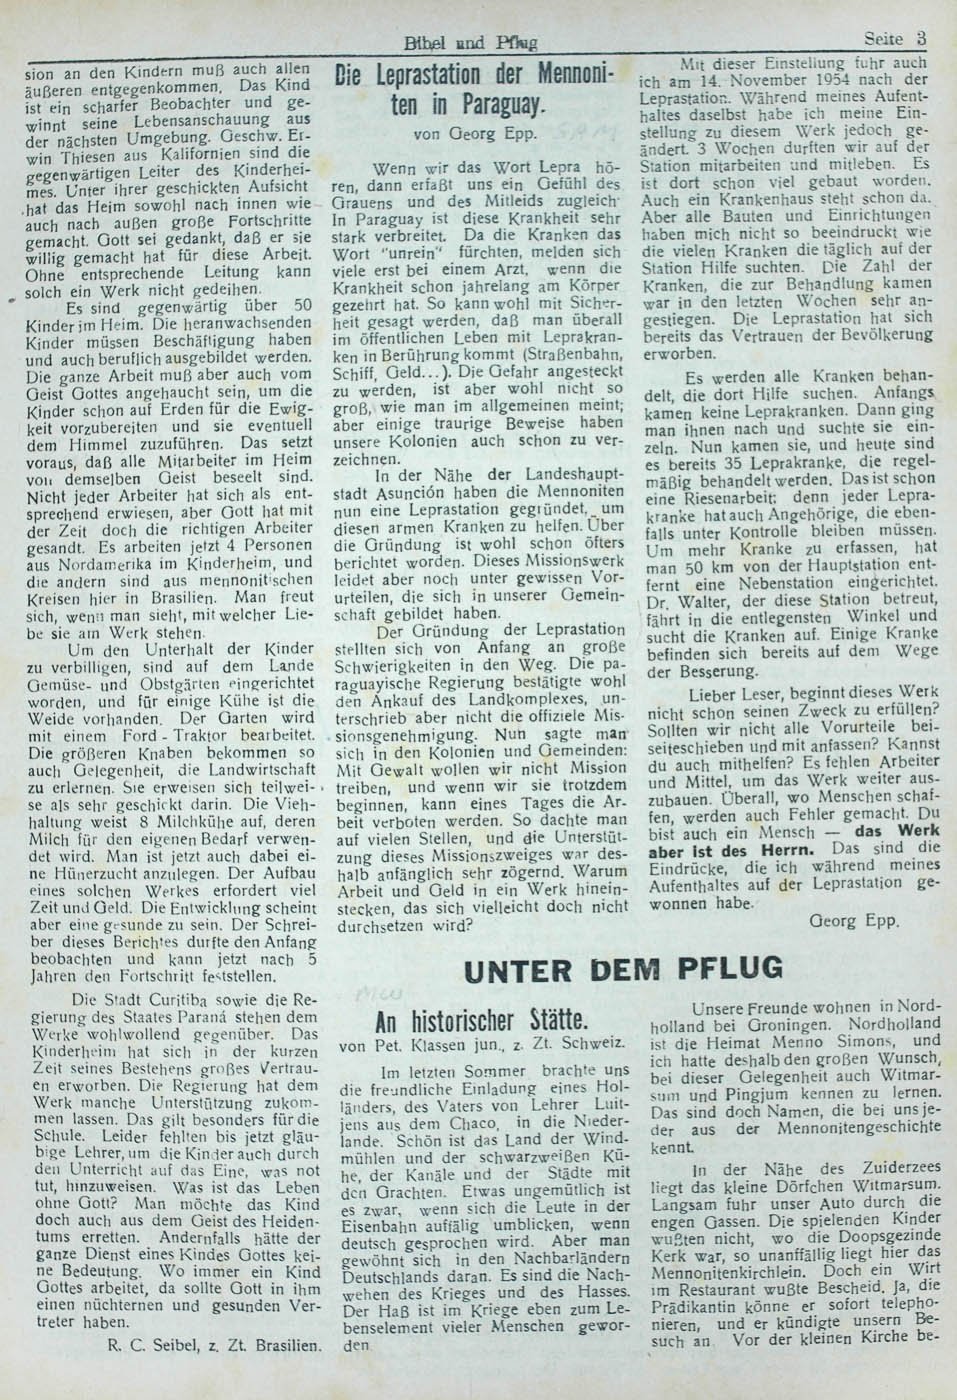 Bibel und Pflug
Seite 3
sion an den Kindern muß auch allen
äußeren entgegenkommen. Das Kind
ist ein scharfer Beobachter und ge-
winnt seine Lebensanschauung aus
der nächsten Umgebung. Geschw. Er-
win Thiesen aus Kalifornien sind die
gegenwärtigen Leiter des Kinderhei-
mes. Unter ihrer geschickten Aufsicht
hat das Heim sowohl nach innen wie
auch nach außen große Fortschritte
gemacht. Gott sei gedankt, daß er sie
willig gemacht hat für diese Arbeit.
Ohne entsprechende Leitung kann
solch ein Werk nicht gedeihen.
Es sind gegenwärtig über 50
Kinder im Heim. Die heranwachsenden
Kinder müssen Beschäftigung haben
und auch beruflich ausgebildet werden.
Die ganze Arbeit muß aber auch vom
Geist Gottes angehaucht sein, um die
Kinder schon auf Erden für die Ewig-
keit vorzubereiten und sie eventuell
dem Himmel zuzuführen. Das setzt
voraus, daß alle Mitarbeiter im Heim
von demselben Geist beseelt sind.
Nicht jeder Arbeiter hat sich als ent-
sprechend erwiesen, aber Gott hat mit
der Zeit doch die richtigen Arbeiter
gesandt. Es arbeiten jetzt 4 Personen
aus Nordamerika im Kinderheim, und
die andern sind aus mennonitischen
Kreisen hier in Brasilien. Man freut
sich, wenn man sieht, mit welcher Lie-
be sie am Werk stehen.
Um den Unterhalt der Kinder
zu verbilligen, sind auf dem Lande
Gemüse- und Obstgärten eingerichtet
worden, und für einige Kühe ist die
Weide vorhanden. Der Garten wird
mit einem Ford - Traktor bearbeitet.
Die größeren Knaben bekommen so
auch Gelegenheit, die Landwirtschaft
zu erlernen. Sie erweisen sich teilwei-
se als sehr geschickt darin. Die Vieh-
haltung weist 8 Milchkühe auf, deren
Milch für den eigenen Bedarf verwen-
det wird. Man ist jetzt auch dabei ei-
ne Hünerzucht anzulegen. Der Aufbau
eines solchen Werkes erfordert viel
Zeit und Geld. Die Entwicklung scheint
aber eine gesunde zu sein. Der Schrei-
ber dieses Berichtes durfte den Anfang
beobachten und kann jetzt nach 5
Jahren den Fortschritt feststellen.
Die Stadt Curitiba sowie die Re-
gierung des Staates Paraná stehen dem
Werke wohlwollend gegenüber. Das
Kinderheim hat sich in der kurzen
Zeit seines Bestehens großes Vertrau-
en erworben. Die Regierung hat dem
Werk manche Unterstützung zukom-
men lassen. Das gilt besonders für die
Schule. Leider fehlten bis jetzt gläu-
bige Lehrer, um die Kinder auch durch
den Unterricht auf das Eine, was not
tut, hinzuweisen. Was ist das Leben
ohne Gott? Man möchte das Kind
doch auch aus dem Geist des Heiden-
tums erretten. Andernfalls hätte der
ganze Dienst eines Kindes Gottes kei-
ne Bedeutung. Wo immer ein Kind
Gottes arbeitet, da sollte Gott in ihm
einen nüchternen und gesunden Ver-
treter haben.
R. C. Seibel, z. Zt. Brasilien.
Die Leprastation der Mennoni-
ten in Paraguay.
von Georg Epp.
Wenn wir das Wort Lepra hö-
ren, dann erfaßt uns ein Gefühl des
Grauens und des Mitleids zugleich
In Paraguay ist diese Krankheit sehr
stark verbreitet. Da die Kranken das
Wort "unrein" fürchten, melden sich
viele erst bei einem Arzt, wenn die
Krankheit schon jahrelang am Körper
gezehrt hat. So kann wohl mit Sicher-
heit gesagt werden, daß man überall
im öffentlichen Leben mit Leprakran-
ken in Berührung kommt (Straßenbahn,
Schiff, Geld...). Die Gefahr angesteckt
zu werden, ist aber wohl nicht so
groß, wie man im allgemeinen meint;
aber einige traurige Beweise haben
unsere Kolonien auch schon zu ver-
zeichnen.
In der Nähe der Landeshaupt-
stadt Asunción haben die Mennoniten
nun eine Leprastation gegründet, um
diesen armen Kranken zu helfen. Über
die Gründung ist wohl schon öfters
berichtet worden. Dieses Missionswerk
leidet aber noch unter gewissen Vor-
urteilen, die sich in unserer Gemein-
schaft gebildet haben.
Der Gründung der Leprastation
stellten sich von Anfang an große
Schwierigkeiten in den Weg. Die pa-
raguayische Regierung bestätigte wohl
den Ankauf des Landkomplexes, un-
terschrieb aber nicht die offiziele Mis-
sionsgenehmigung. Nun sagte man
sich in den Kolonien und Gemeinden:
Mit Gewalt wollen wir nicht Mission
treiben, und wenn wir sie trotzdem
beginnen, kann eines Tages die Ar-
beit verboten werden. So dachte man
auf vielen Stellen, und die Unterstüt-
zung dieses Missionszweiges war des-
halb anfänglich sehr zögernd. Warum
Arbeit und Geld in ein Werk hinein-
stecken, das sich vielleicht doch nicht
durchsetzen wird?
Mit dieser Einstellung fuhr auch
ich am 14. November 1954 nach der
Leprastation. Während meines Aufent-
haltes daselbst habe ich meine Ein-
stellung zu diesem Werk jedoch ge-
ändert. 3 Wochen durften wir auf der
Station mitarbeiten und mitleben. Es
ist dort schon viel gebaut worden.
Auch ein Krankenhaus steht schon da.
Aber alle Bauten und Einrichtungen
haben mich nicht so beeindruckt wie
die vielen Kranken die täglich auf der
Station Hilfe suchten. Die Zahl der
Kranken, die zur Behandlung kamen
war in den letzten Wochen sehr an-
gestiegen. Die Leprastation hat sich
bereits das Vertrauen der Bevölkerung
erworben.
Es werden alle Kranken behan-
delt, die dort Hilfe suchen. Anfangs
kamen keine Leprakranken. Dann ging
man ihnen nach und suchte sie ein-
zeln. Nun kamen sie, und heute sind
es bereits 35 Leprakranke, die regel-
mäßig behandelt werden. Das ist schon
eine Riesenarbeit; denn jeder Lepra-
kranke hat auch Angehörige, die eben-
falls unter Kontrolle bleiben müssen.
Um mehr Kranke zu erfassen, hat
man 50 km von der Hauptstation ent-
fernt eine Nebenstation eingerichtet.
Dr. Walter, der diese Station betreut,
fährt in die entlegensten Winkel und
sucht die Kranken auf. Einige Kranke
befinden sich bereits auf dem Wege
der Besserung.
Lieber Leser, beginnt dieses Werk
nicht schon seinen Zweck zu erfüllen?
Sollten wir nicht alle Vorurteile bei-
seiteschieben und mit anfassen? Kannst
du auch mithelfen? Es fehlen Arbeiter
und Mittel, um das Werk weiter aus-
zubauen. Überall, wo Menschen schaf-
fen, werden auch Fehler gemacht. Du
bist auch ein Mensch — das Werk
aber ist des Herrn. Das sind die
Eindrücke, die ich während meines
Aufenthaltes auf der Leprastation ge-
wonnen habe.
Georg Epp.
UNTER DEM PFLUG
An historischer Stätte.
von Pet. Klassen jun., z. Zt. Schweiz.
Im letzten Sommer brachte uns
die freundliche Einladung eines Hol-
länders, des Vaters von Lehrer Luit-
jens aus dem Chaco, in die Nieder-
lande. Schön ist das Land der Wind-
mühlen und der schwarzweißen Kü-
he, der Kanäle und der Städte mit
den Grachten. Etwas ungemütlich ist
es zwar, wenn sich die Leute in der
Eisenbahn auffälig umblicken, wenn
deutsch gesprochen wird. Aber man
gewöhnt sich in den Nachbarländern
Deutschlands daran. Es sind die Nach-
wehen des Krieges und des Hasses.
Der Haß ist im Kriege eben zum Le-
benselement vieler Menschen gewor-
den
Unsere Freunde wohnen in Nord-
holland bei Groningen. Nordholland
ist die Heimat Menno Simons, und
ich hatte deshalb den großen Wunsch,
bei dieser Gelegenheit auch Witmar-
sum und Pingjum kennen zu lernen.
Das sind doch Namen, die bei uns je-
der aus der Mennonitengeschichte
kennt.
In der Nähe des Zuiderzees
liegt das kleine Dörfchen Witmarsum.
Langsam fuhr unser Auto durch die
engen Gassen. Die spielenden Kinder
wußten nicht, wo die Doopsgezinde
Kerk war, so unanffällig liegt hier das
Mennonitenkirchlein. Doch ein Wirt
im Restaurant wußte Bescheid. Ja, die
Prädikantin könne er sofort telepho-
nieren, und er kündigte unsern Be-
such an. Vor der kleinen Kirche be-